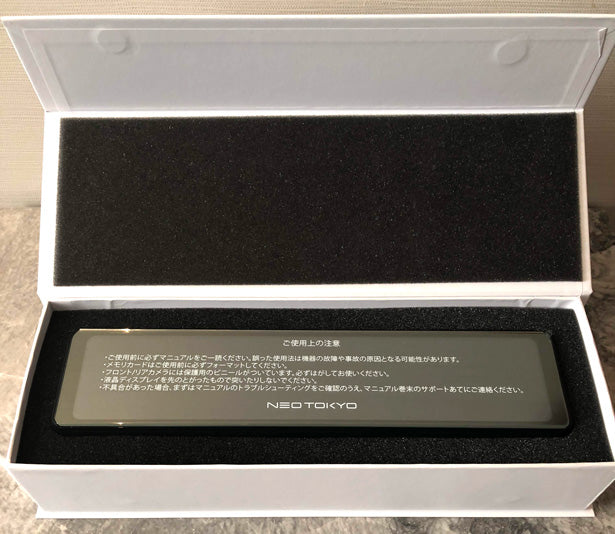 ご使用上の注意
・ご使用前に必ずマニュアルをご一読ください。誤った使用法は機器の故障や事故の原因となる可能性があります。
・メモリカードはご使用前に必ずフォーマットしてください。
・フロント/リアカメラには保護用のビニールがついています。必ずはがしてお使いください。
・液晶ディスプレイを先のとがったもので突いたりしないでください。
・不具合があった場合、まずはマニュアルのトラブルシューティングをご確認のうえ、マニュアル巻末のサポートあてにご連絡ください。
NEOTOKYO